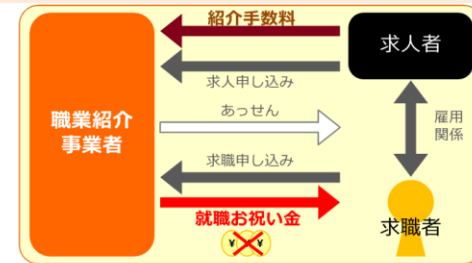 紹介手数料
求人者
求人申し込み
職業紹介
事業者
あっせん
雇用
関係
求職申し込み
就職お祝い金
¥ ¥
求職者